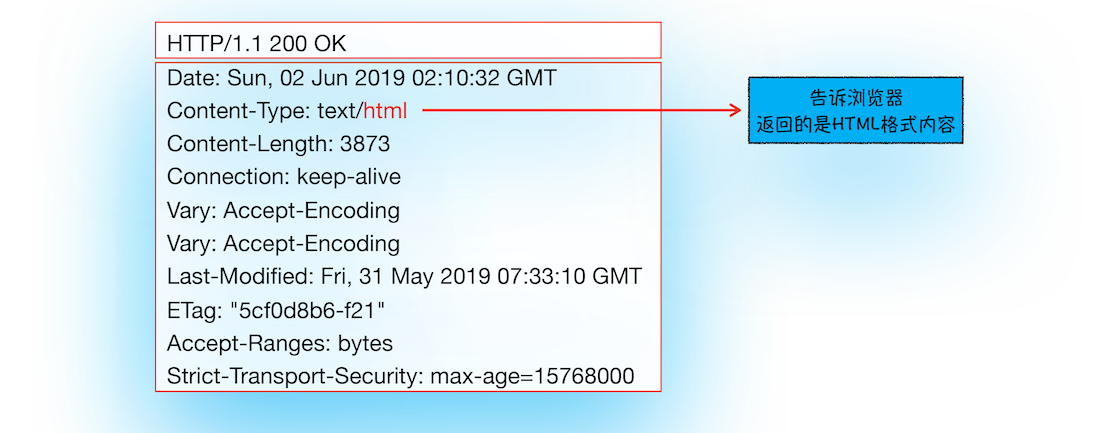 HTTP/1.1 200 OK
Date: Sun, 02 Jun 2019 02:10:32 GMT
Content-Type: text/html
Content-Length: 3873
Connection: keep-alive
Vary: Accept-Encoding
Vary: Accept-Encoding
Last-Modified: Fri, 31 May 2019 07:33:10 GMT
ETag: "5cf0d8b6-f21"
Accept-Ranges: bytes
Strict-Transport-Security: max-age=15768000
告诉浏览器
返回的是HTML格式内容